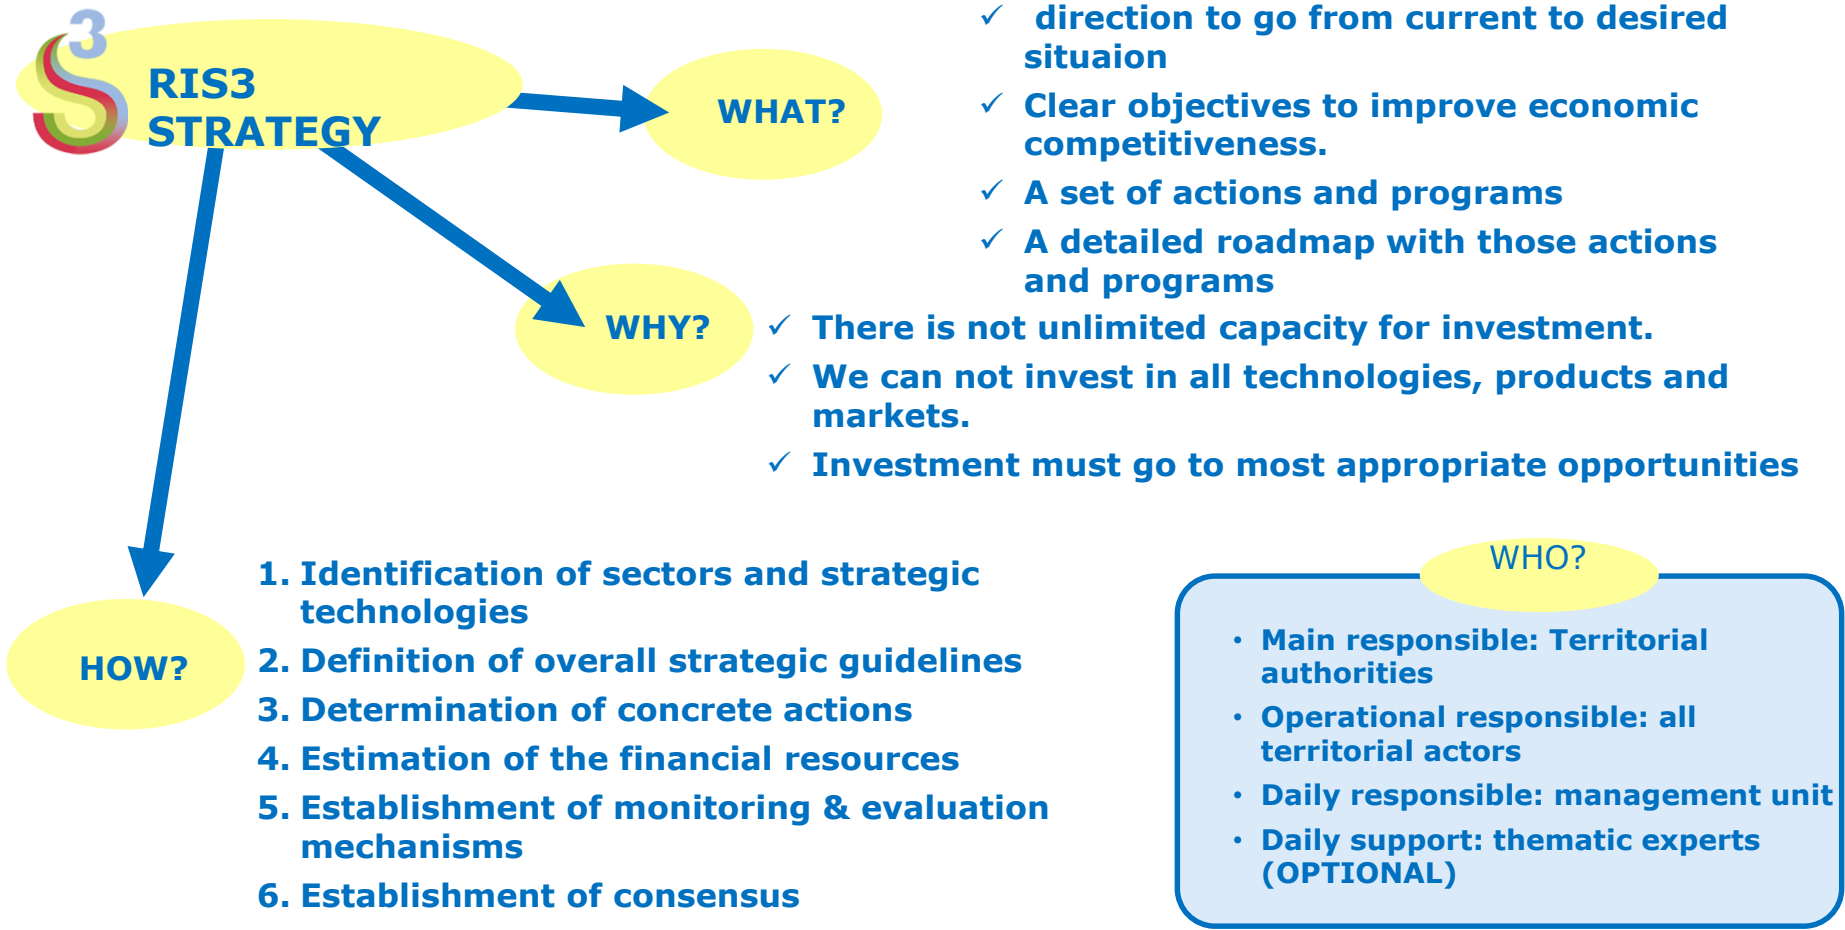 3
S
RIS3
STRATEGY
WHAT?
✓ direction to go from current to desired
situaion
✓ Clear objectives to improve economic
competitiveness.
✓ A set of actions and programs
✓ A detailed roadmap with those actions
and programs
WHY?
✓ There is not unlimited capacity for investment.
✓ We can not invest in all technologies, products and
markets.
✓ Investment must go to most appropriate opportunities
HOW?
1. Identification of sectors and strategic
technologies
2. Definition of overall strategic guidelines
3. Determination of concrete actions
4. Estimation of the financial resources
5. Establishment of monitoring & evaluation
mechanisms
6. Establishment of consensus
WHO?
• Main responsible: Territorial
authorities
• Operational responsible: all
territorial actors
• Daily responsible: management unit
• Daily support: thematic experts
(OPTIONAL)